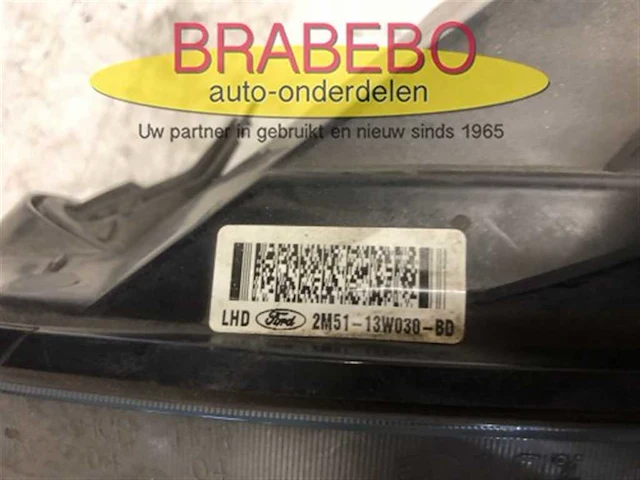 BRABEBO
auto-onderdelen
Uw partner in gebruikt en nieuw sinds 1965
LHD Ford 2M51-13W030-BD